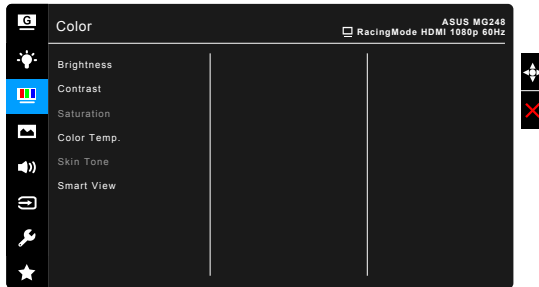 G
Color
ASUS MG248
RacingMode HDMI 1080p 60Hz
Brightness
Contrast
Saturation
Color Temp.
Skin Tone
Smart View